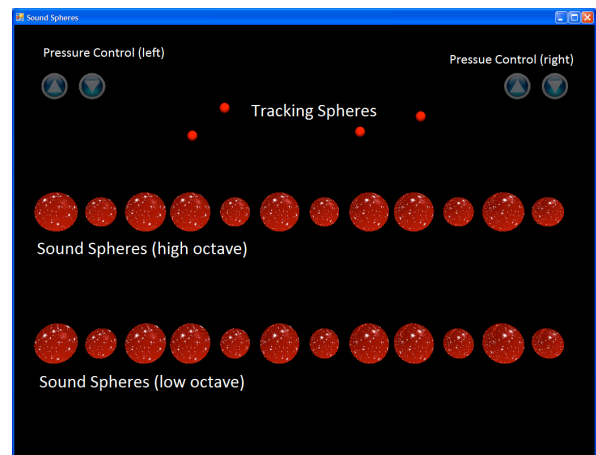 Sound Spheres
Pressure Control (left)
Pressue Control (right)
Tracking Spheres
Sound Spheres (high octave)
Sound Spheres (low octave)